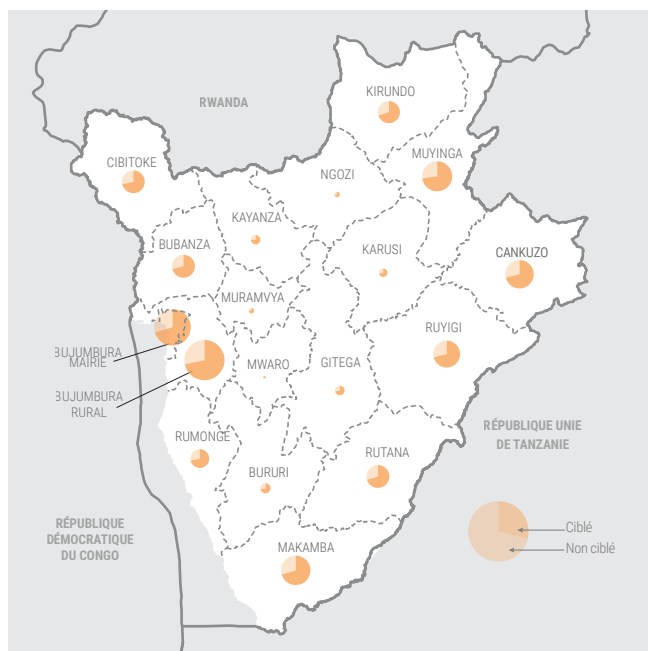 KIRUNDO
RWANDA
MUYINGA
CIBITOKE
NGOZI
KAYANZA
BUBANZA
KARUSI
CANKUZO
MURAMVYA
RUYIGI
BUJUMBURA
MAIRIE
MWARO
GITEGA
BUJUMBURA
RURAL
RÉPUBLIQUE UNIE
DE TANZANIE
RUMONGE
RUTANA
BURURI
RÉPUBLIQUE
DÉMOCRATIQUE
DU CONGO
Ciblé
Non ciblé
MAKAMBA